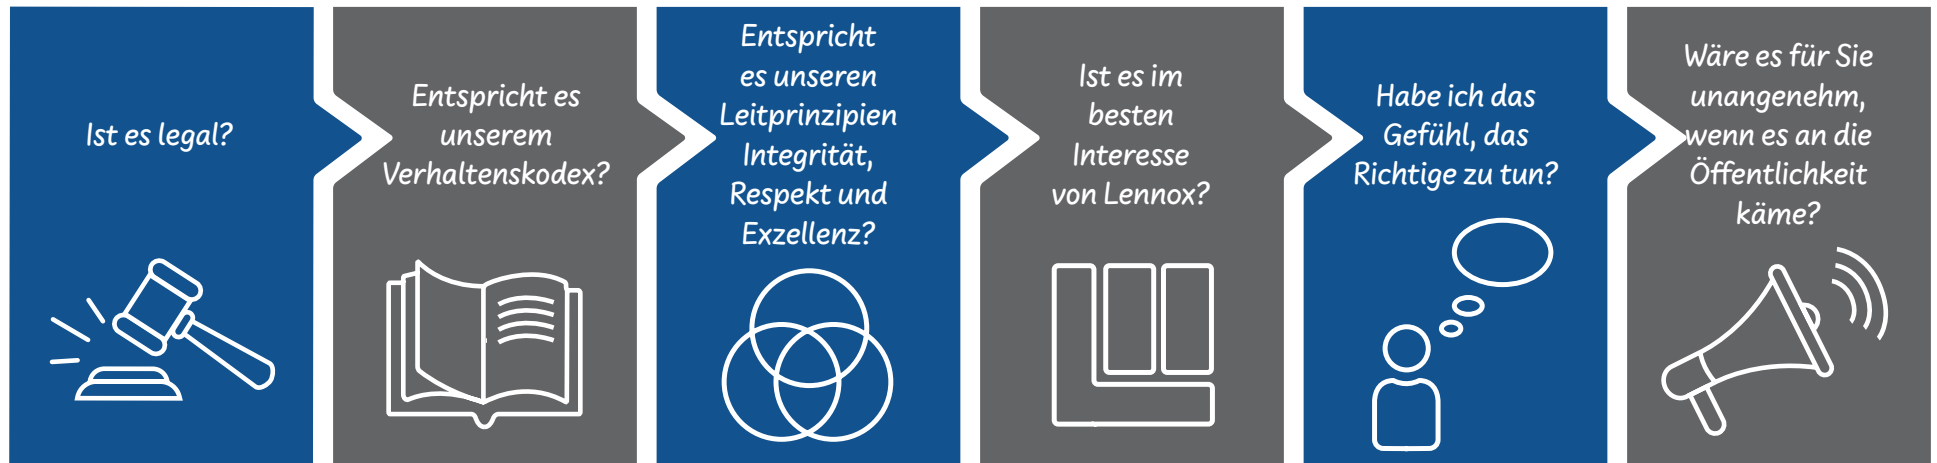 Ist es legal?
Entspricht es
unserem
Verhaltenskodex?
Entspricht
es unseren
Leitprinzipien
Integrität,
Respekt und
Exzellenz?
Ist es im
besten
Interesse
von Lennox?
Habe ich das
Gefühl, das
Richtige zu tun?
Wäre es für Sie
unangenehm,
wenn es an die
Öffentlichkeit
käme?